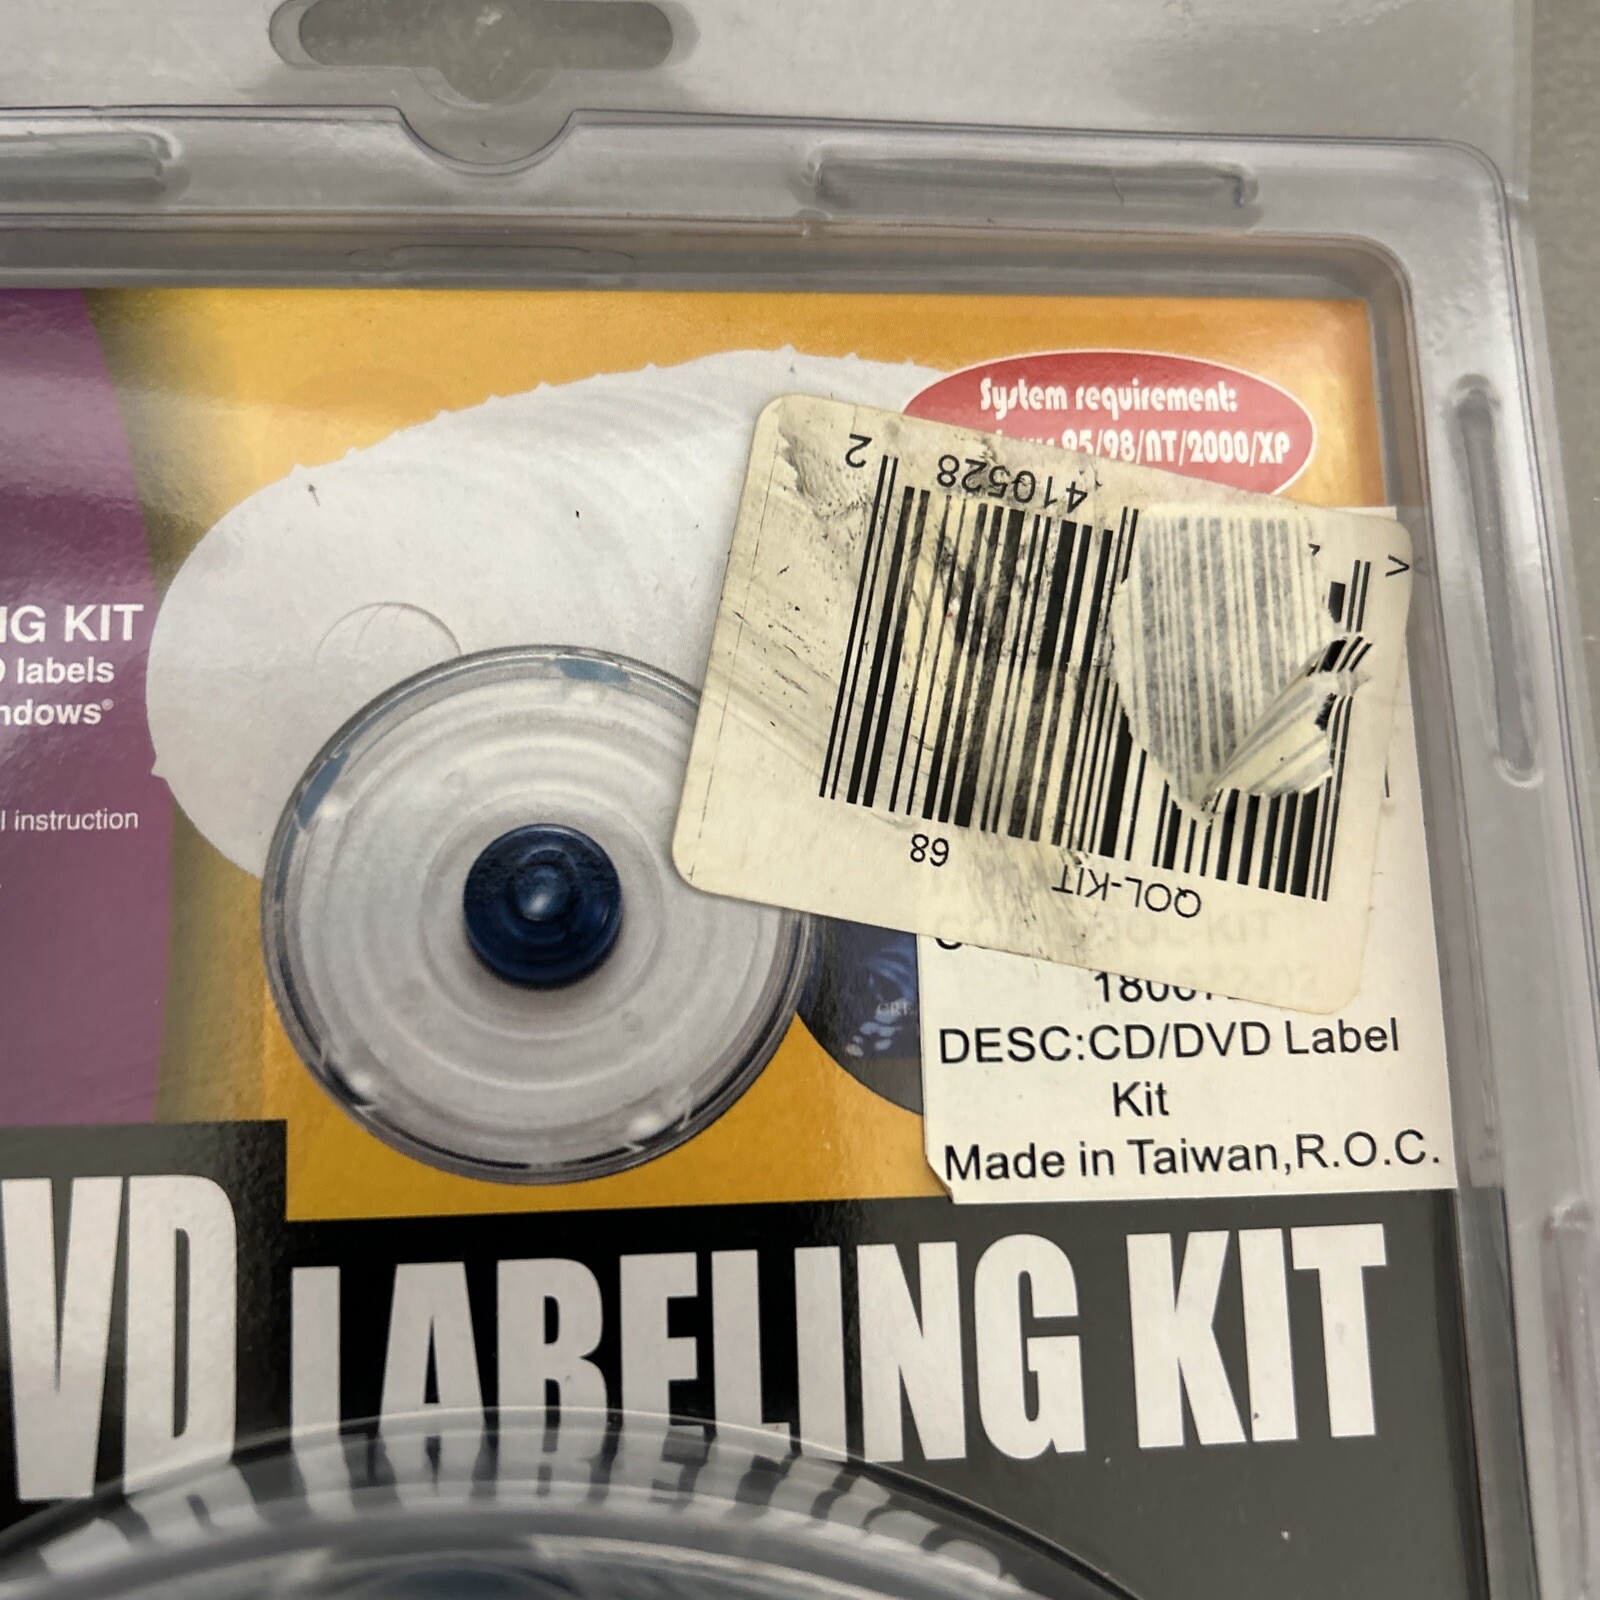 System requirement:
95/98/NT/2000/XP
2
410528
>
68
QOL-KIT
NG KIT
labels
ndows®
l instruction
DESC:CD/DVD Label
Kit
Made in Taiwan,R.O.C.
VD LABELING KIT